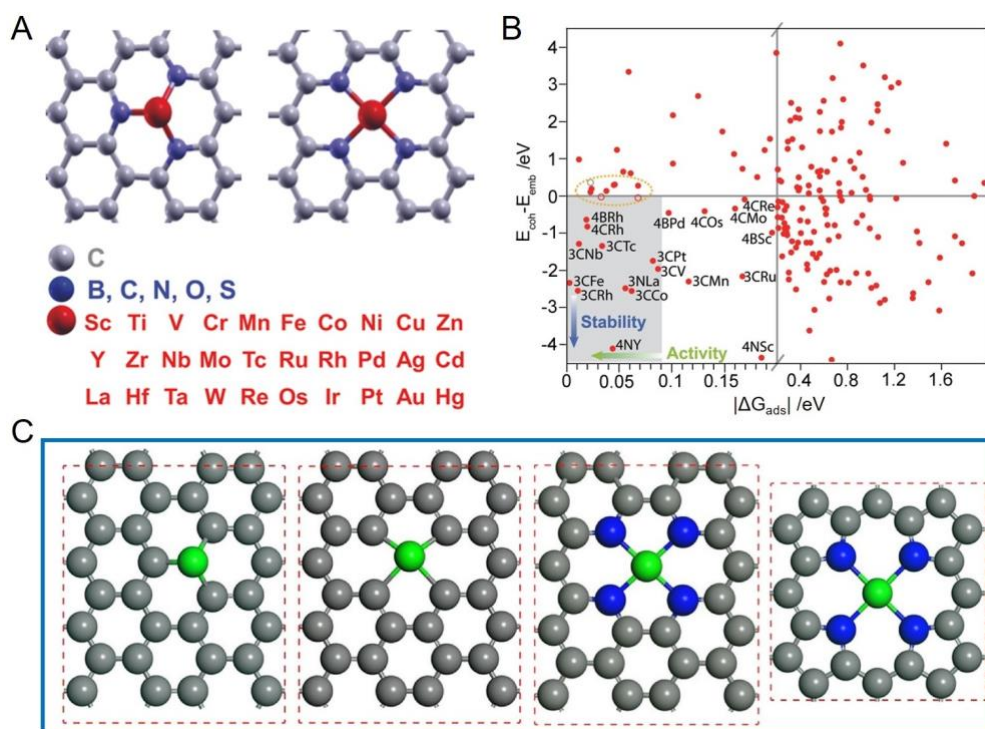 A
C
B, C, N, O, S
Sc Ti V Cr Mn Fe Co Ni Cu Zn
Y Zr Nb Mo Tc Ru Rh Pd Ag Cd
La Hf Ta W Re Os Ir Pt Au Hg
B
E_coh-E_emb /eV
4
3
2
1
0
-1
-2
-3
-4
4BRh
4CRh
3CNb
3CTc
4BPd
4COs
4CRe
4CMo
4BSc
3CPt
3CV
3CFe
3CRh
3NLa
3CCo
3CMn
3CRu
Stability
4NY
Activity
4NSc
0 0.05 0.10 0.15 0.4 0.8 1.2 1.6
|ΔG_ads| /eV
C